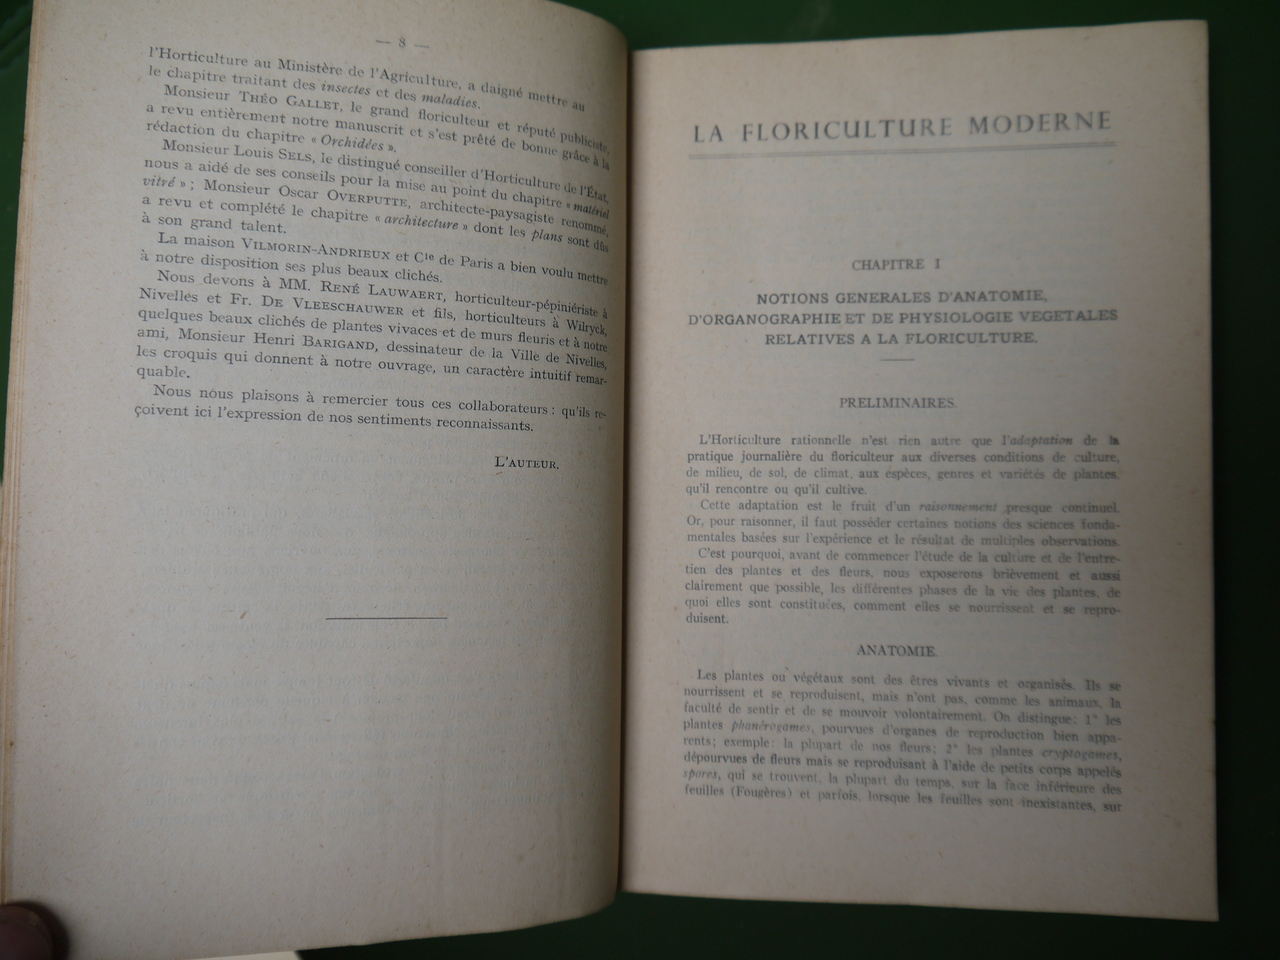 — 8 —
l'Horticulture au Ministère de l'Agriculture, a daigné mettre au
le chapitre traitant des insectes et des maladies.
Monsieur THÉO GALLET, le grand floriculteur et réputé publiciste,
a revu entièrement notre manuscrit et s'est prêté de bonne grâce à la
rédaction du chapitre « Orchidées ».
Monsieur LOUIS SELS, le distingué conseiller d'Horticulture de l'État,
nous a aidé de ses conseils pour la mise au point du chapitre « matériel
vitré » ; Monsieur OSCAR OVERPUTTE, architecte-paysagiste renommé,
a revu et complété le chapitre « architecture » dont les plans sont dûs
à son grand talent.
La maison VILMORIN-ANDRIEUX et Cie de Paris a bien voulu mettre
à notre disposition ses plus beaux clichés.
Nous devons à MM. RENÉ LAUWAERT, horticulteur-pépiniériste à
Nivelles et FR. DE VLEESCHAUWER et fils, horticulteurs à Wilryck,
quelques beaux clichés de plantes vivaces et de murs fleuris et à notre
ami, Monsieur HENRI BARIGAND, dessinateur de la Ville de Nivelles,
les croquis qui donnent à notre ouvrage, un caractère intuitif remar-
quable.
Nous nous plaisons à remercier tous ces collaborateurs : qu'ils re-
çoivent ici l'expression de nos sentiments reconnaissants.
L'AUTEUR.
LA FLORICULTURE MODERNE
CHAPITRE I
NOTIONS GENERALES D'ANATOMIE,
D'ORGANOGRAPHIE ET DE PHYSIOLOGIE VEGETALES
RELATIVES A LA FLORICULTURE.
PRELIMINAIRES.
L'Horticulture rationnelle n'est rien autre que l'adaptation de la
pratique journalière du floriculteur aux diverses conditions de culture,
de milieu, de sol, de climat, aux espèces, genres et variétés de plantes,
qu'il rencontre ou qu'il cultive.
Cette adaptation est le fruit d'un raisonnement presque continuel.
Or, pour raisonner, il faut posséder certaines notions des sciences fonda-
mentales basées sur l'expérience et le résultat de multiples observations.
C'est pourquoi, avant de commencer l'étude de la culture et de l'entre-
tien des plantes et des fleurs, nous exposerons brièvement et aussi
clairement que possible, les différentes phases de la vie des plantes, de
quoi elles sont constituées, comment elles se nourrissent et se repro-
duisent.
ANATOMIE.
Les plantes ou végétaux sont des êtres vivants et organisés. Ils se
nourrissent et se reproduisent, mais n'ont pas, comme les animaux, la
faculté de sentir et de se mouvoir volontairement. On distingue: 1° les
plantes phanérogames, pourvues d'organes de reproduction bien appa-
rents; exemple: la plupart de nos fleurs; 2° les plantes cryptogames,
dépourvues de fleurs mais se reproduisant à l'aide de petits corps appelés
spores, qui se trouvent, la plupart du temps, sur la face inférieure des
feuilles (Fougères) et parfois, lorsque les feuilles sont inexistantes, sur